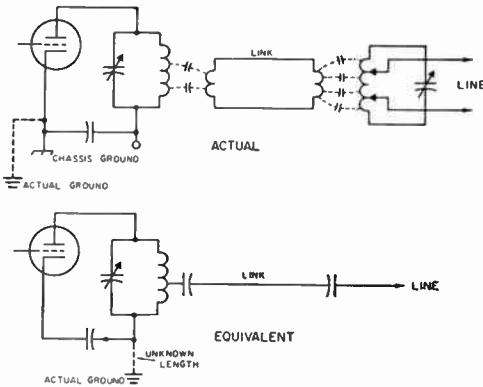 LINK
LINE
CHASSIS GROUND
ACTUAL
ACTUAL GROUND
LINK
LINE
EQUIVALENT
UNKNOWN
LENGTH
ACTUAL GROUND